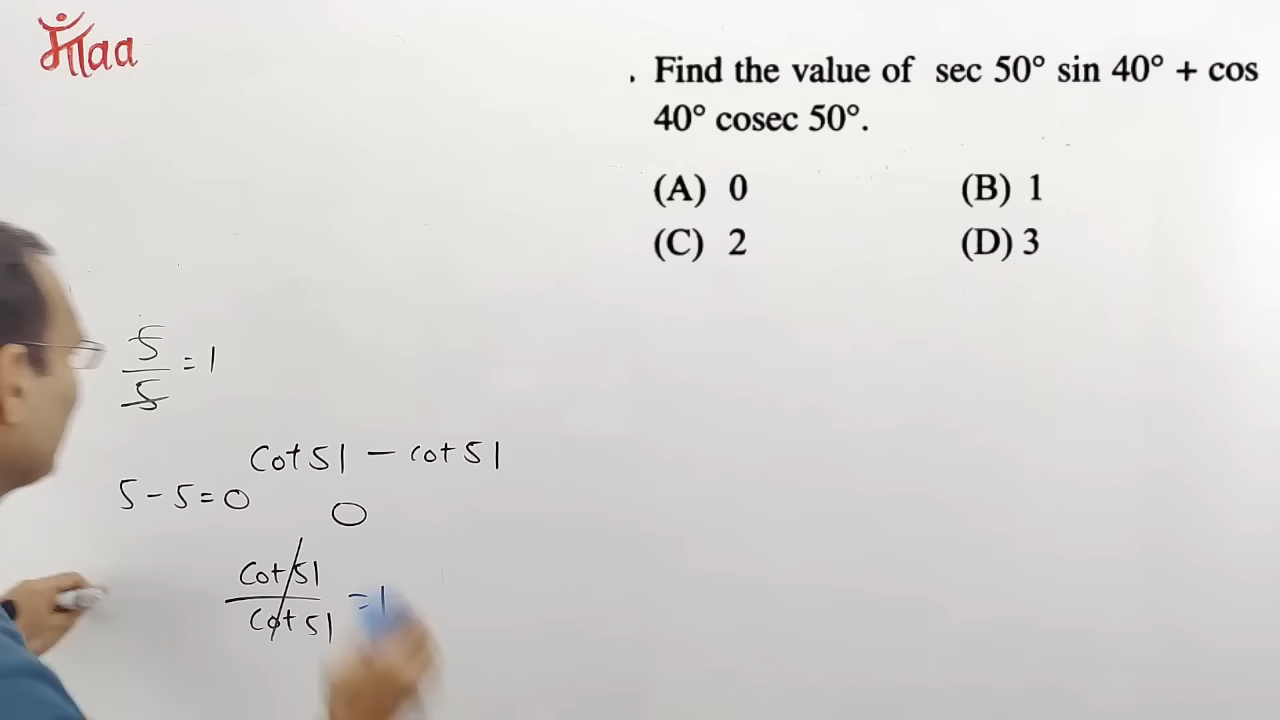 माँaa
. Find the value of sec 50° sin 40° + cos
40° cosec 50°.
(A) 0 (B) 1
(C) 2 (D) 3
5/5 = 1
cot 51 - cot 51
5 - 5 = 0
0
cot 51/cot 51 = 1